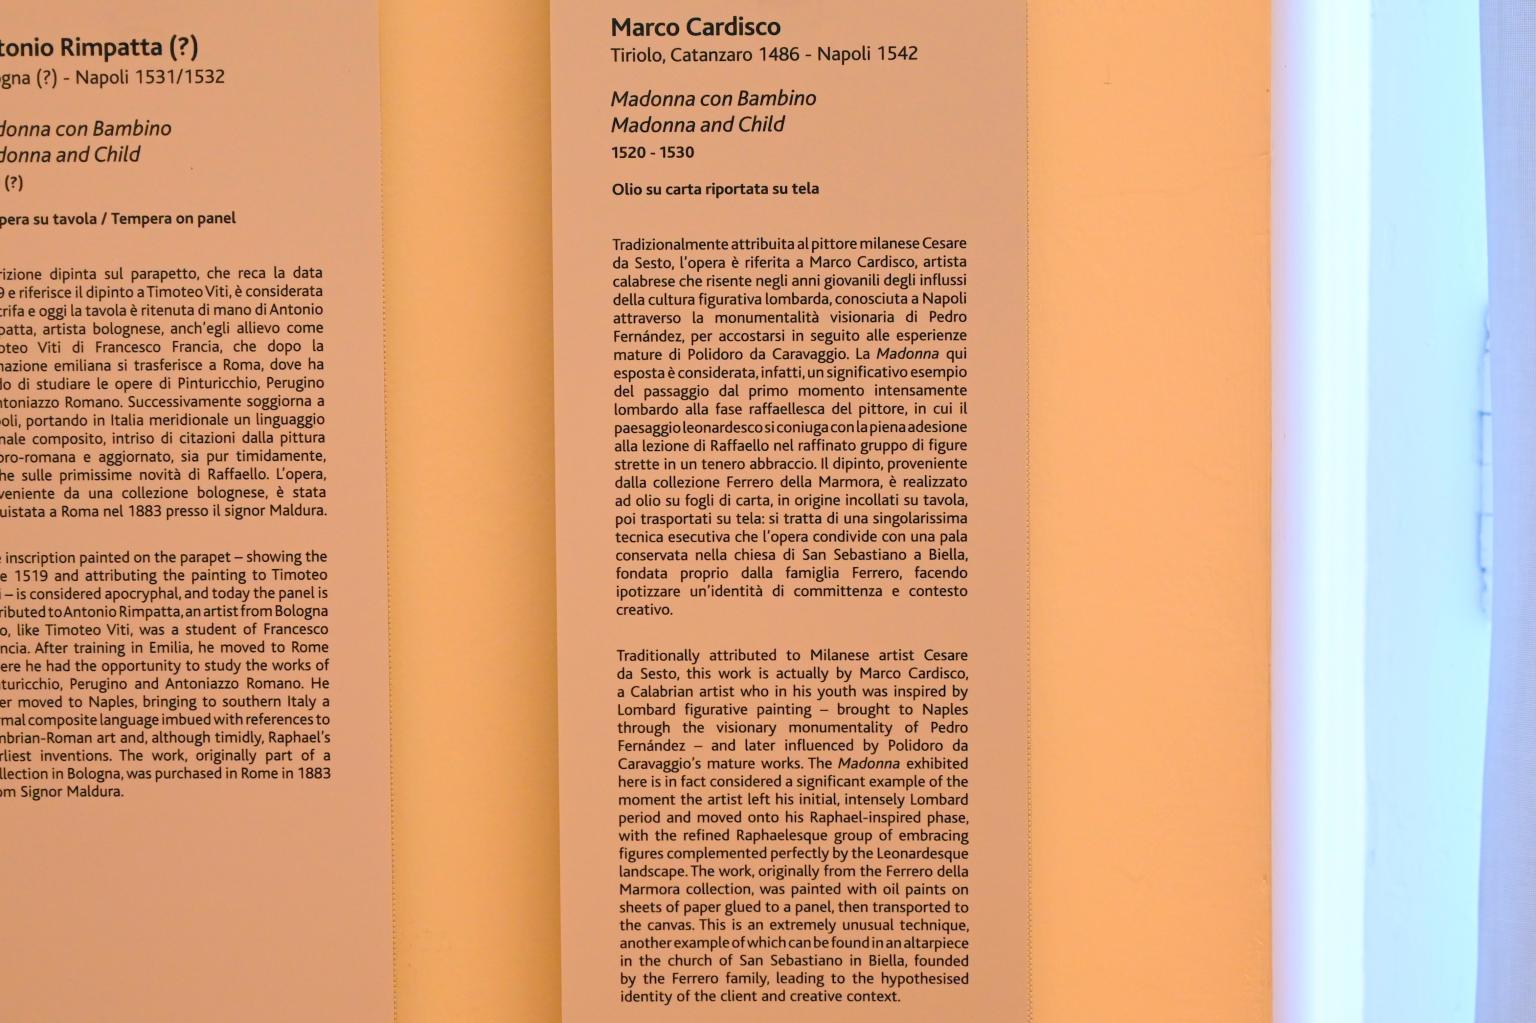 tonio Rimpatta (?)
gna (?) - Napoli 1531/1532
donna con Bambino
donna and Child
(?)
pera su tavola / Tempera on panel
rizione dipinta sul parapetto, che reca la data
9 e riferisce il dipinto a Timoteo Viti, è considerata
crifa e oggi la tavola è ritenuta di mano di Antonio
patta, artista bolognese, anch'egli allievo come
oteo Viti di Francesco Francia, che dopo la
mazione emiliana si trasferisce a Roma, dove ha
do di studiare le opere di Pinturicchio, Perugino
ntoniazzo Romano. Successivamente soggiorna a
poli, portando in Italia meridionale un linguaggio
male composito, intriso di citazioni dalla pittura
bro-romana e aggiornato, sia pur timidamente,
he sulle primissime novità di Raffaello. L'opera,
veniente da una collezione bolognese, è stata
uistata a Roma nel 1883 presso il signor Maldura.
e inscription painted on the parapet – showing the
e 1519 and attributing the painting to Timoteo
i – is considered apocryphal, and today the panel is
ributed to Antonio Rimpatta, an artist from Bologna
o, like Timoteo Viti, was a student of Francesco
ncia. After training in Emilia, he moved to Rome
ere he had the opportunity to study the works of
turicchio, Perugino and Antoniazzo Romano. He
er moved to Naples, bringing to southern Italy a
rmal composite language imbued with references to
mbrian-Roman art and, although timidly, Raphael's
rliest inventions. The work, originally part of a
llection in Bologna, was purchased in Rome in 1883
om Signor Maldura.
Marco Cardisco
Tiriolo, Catanzaro 1486 - Napoli 1542
Madonna con Bambino
Madonna and Child
1520 - 1530
Olio su carta riportata su tela
Tradizionalmente attribuita al pittore milanese Cesare
da Sesto, l'opera è riferita a Marco Cardisco, artista
calabrese che risente negli anni giovanili degli influssi
della cultura figurativa lombarda, conosciuta a Napoli
attraverso la monumentalità visionaria di Pedro
Fernández, per accostarsi in seguito alle esperienze
mature di Polidoro da Caravaggio. La Madonna qui
esposta è considerata, infatti, un significativo esempio
del passaggio dal primo momento intensamente
lombardo alla fase raffaellesca del pittore, in cui il
paesaggio leonardesco si coniuga con la piena adesione
alla lezione di Raffaello nel raffinato gruppo di figure
strette in un tenero abbraccio. Il dipinto, proveniente
dalla collezione Ferrero della Marmora, è realizzato
ad olio su fogli di carta, in origine incollati su tavola,
poi trasportati su tela: si tratta di una singolarissima
tecnica esecutiva che l'opera condivide con una pala
conservata nella chiesa di San Sebastiano a Biella,
fondata proprio dalla famiglia Ferrero, facendo
ipotizzare un'identità di committenza e contesto
creativo.
Traditionally attributed to Milanese artist Cesare
da Sesto, this work is actually by Marco Cardisco,
a Calabrian artist who in his youth was inspired by
Lombard figurative painting – brought to Naples
through the visionary monumentality of Pedro
Fernández – and later influenced by Polidoro da
Caravaggio's mature works. The Madonna exhibited
here is in fact considered a significant example of the
moment the artist left his initial, intensely Lombard
period and moved onto his Raphael-inspired phase,
with the refined Raphaelesque group of embracing
figures complemented perfectly by the Leonardesque
landscape. The work, originally from the Ferrero della
Marmora collection, was painted with oil paints on
sheets of paper glued to a panel, then transported to
the canvas. This is an extremely unusual technique,
another example of which can be found in an altarpiece
in the church of San Sebastiano in Biella, founded
by the Ferrero family, leading to the hypothesised
identity of the client and creative context.